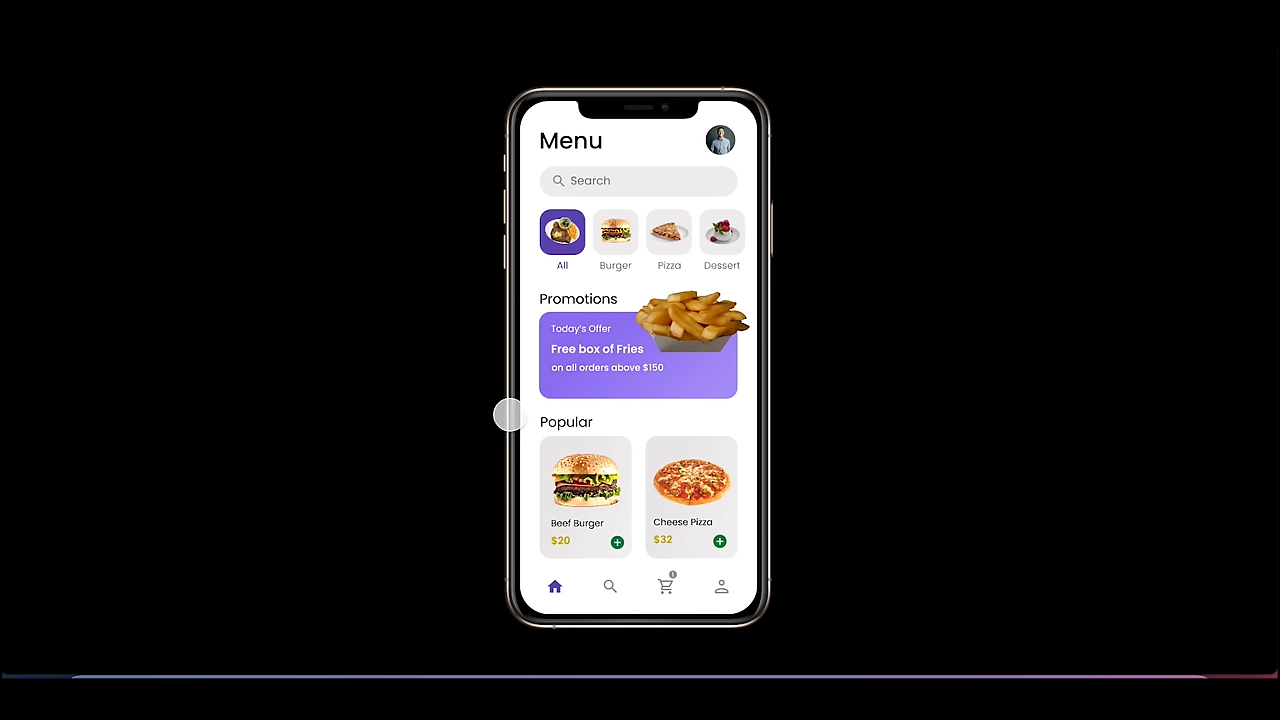 Menu
Search
All Burger Pizza Dessert
Promotions
Today's Offer
Free box of Fries
on all orders above $150
Popular
Beef Burger Cheese Pizza
$20 $32